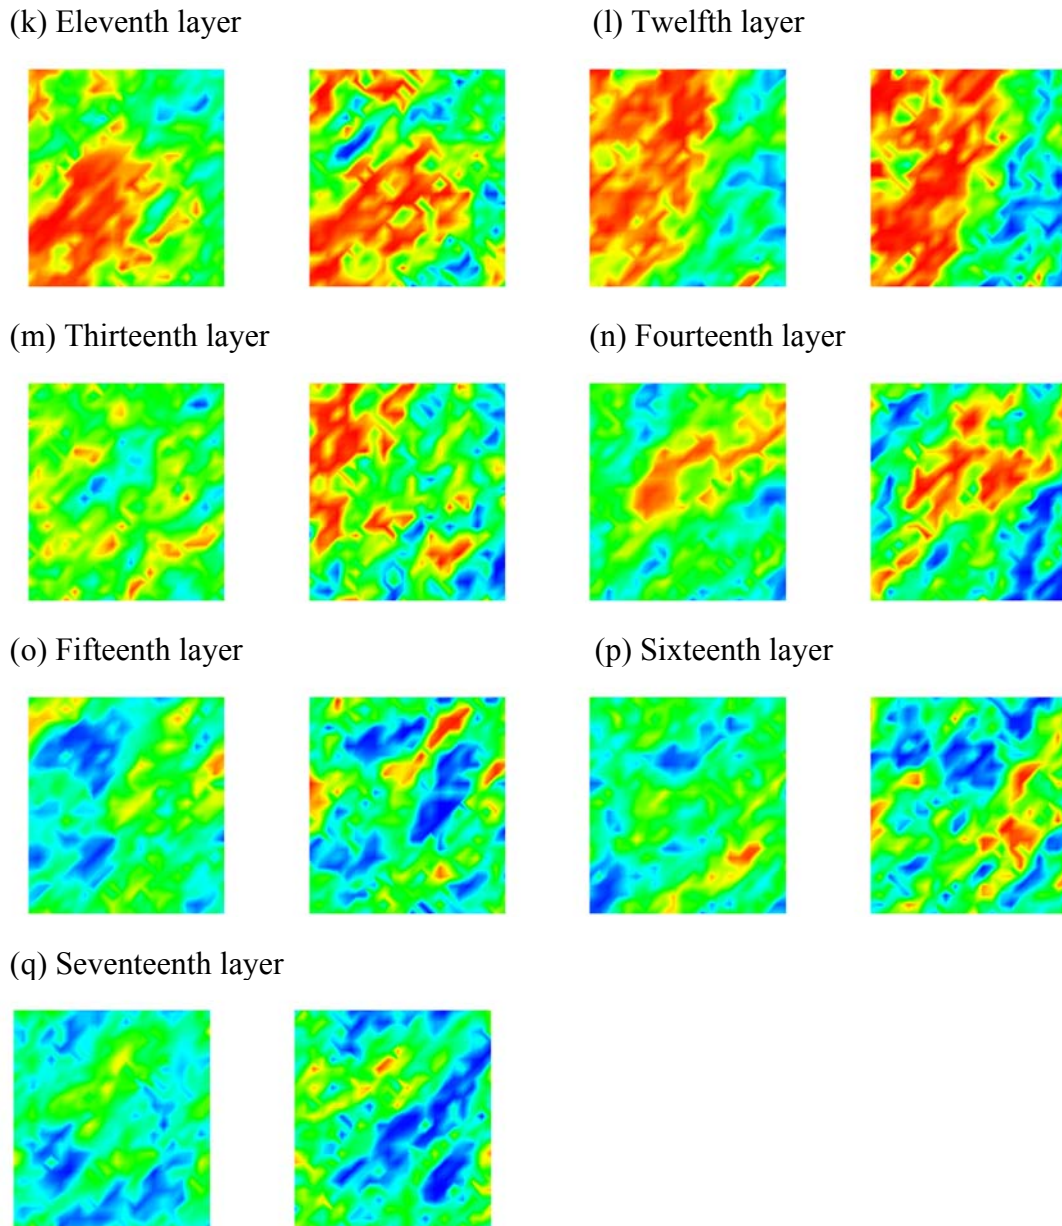 (k) Eleventh layer
(l) Twelfth layer
(m) Thirteenth layer
(n) Fourteenth layer
(o) Fifteenth layer
(p) Sixteenth layer
(q) Seventeenth layer